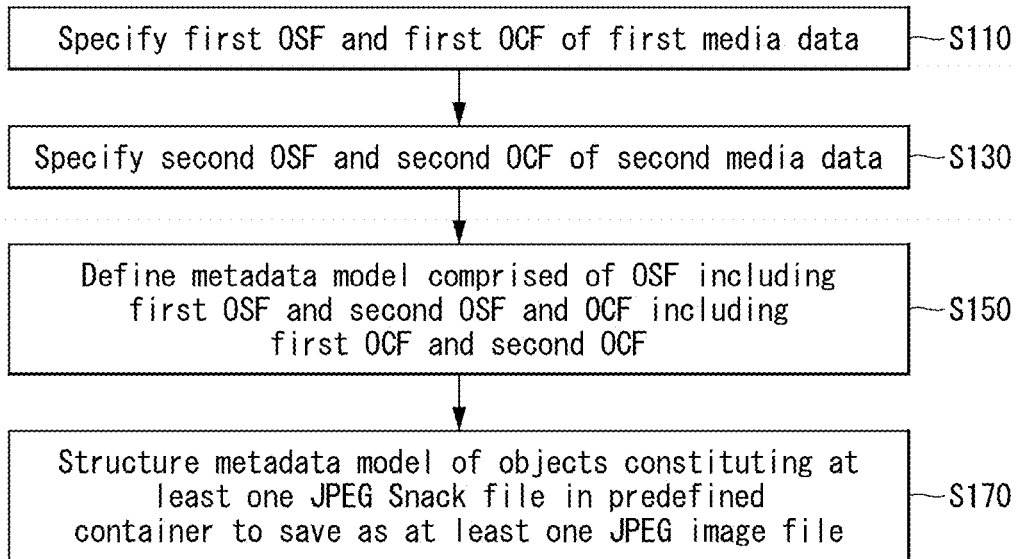 Specify first OSF and first OCF of first media data
S110
Specify second OSF and second OCF of second media data
S130
Define metadata model comprised of OSF including
first OSF and second OSF and OCF including
first OCF and second OCF
S150
Structure metadata model of objects constituting at
least one JPEG Snack file in predefined
container to save as at least one JPEG image file
S170